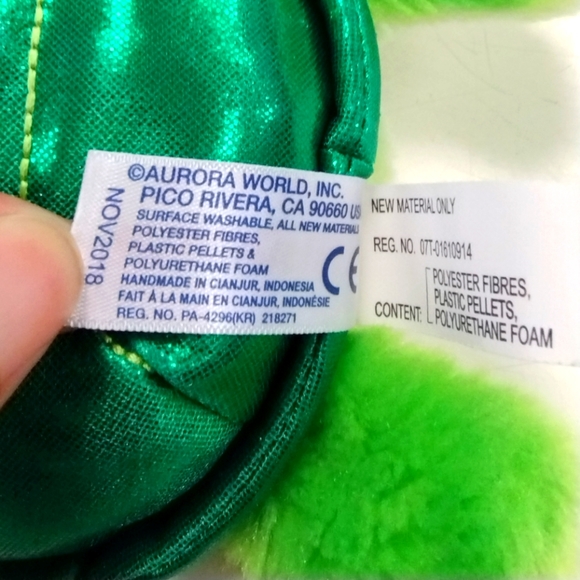 ©AURORA WORLD, INC.
PICO RIVERA, CA 90660 US
SURFACE WASHABLE, ALL NEW MATERIAL
POLYESTER FIBRES,
PLASTIC PELLETS &
POLYURETHANE FOAM
HANDMADE IN CIANJUR, INDONESIA
FAIT À LA MAIN EN CIANJUR, INDONÉSIE
REG. NO. PA-4296(KR) 218271
CE
NOV2018
NEW MATERIAL ONLY
REG. NO. 07T-01610914
CONTENT: POLYESTER FIBRES,
PLASTIC PELLETS,
POLYURETHANE FOAM